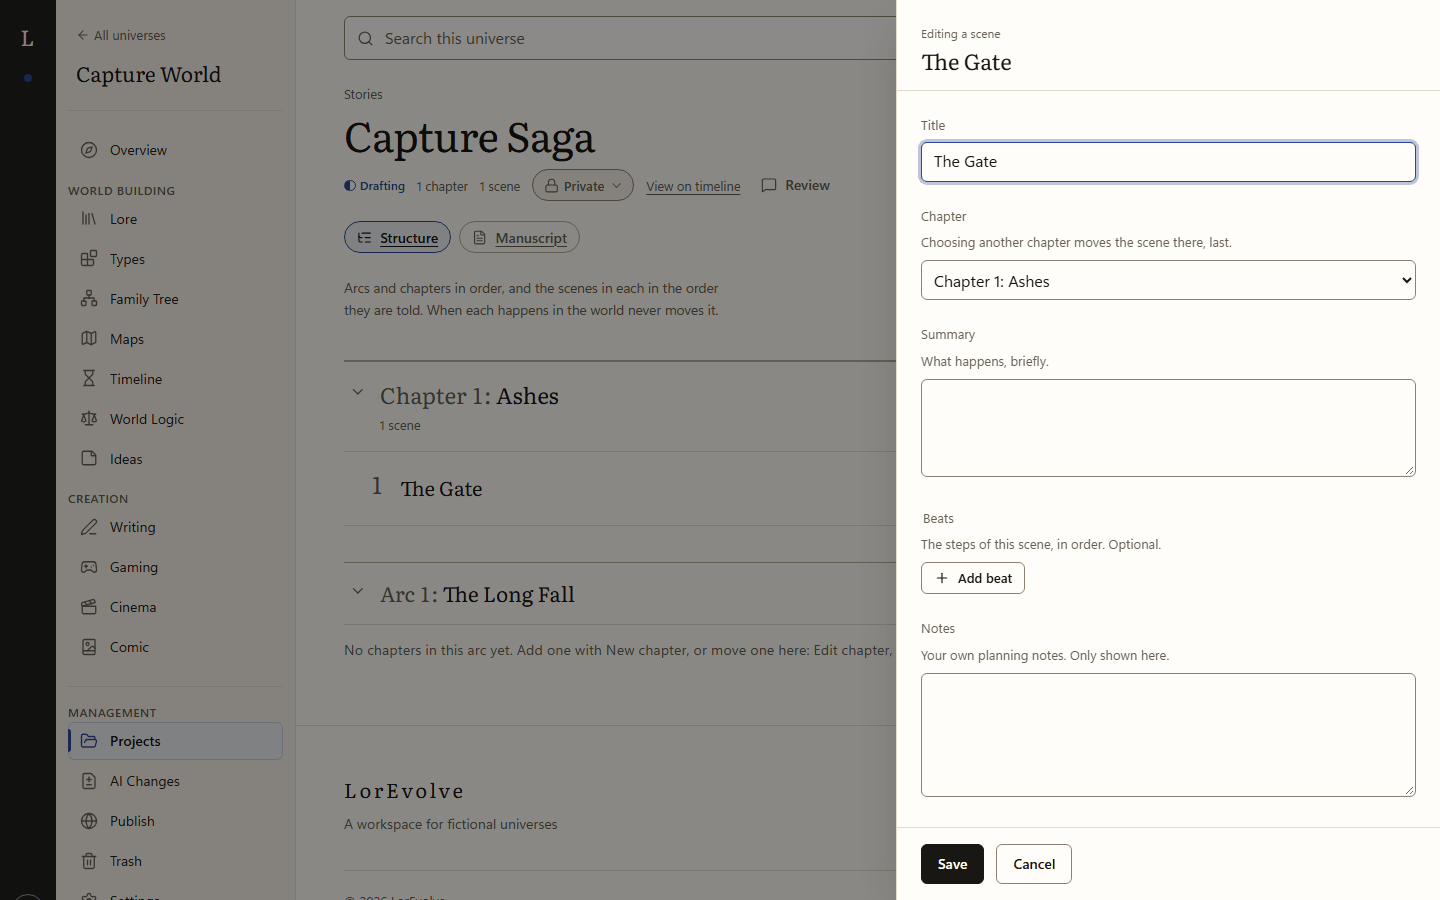 L
All universes
Capture World
Overview
WORLD BUILDING
Lore
Types
Family Tree
Maps
Timeline
World Logic
Ideas
CREATION
Writing
Gaming
Cinema
Comic
MANAGEMENT
Projects
AI Changes
Publish
Trash
Settings
Search this universe
Stories
Capture Saga
Drafting 1 chapter 1 scene Private View on timeline Review
Structure Manuscript
Arcs and chapters in order, and the scenes in each in the order
they are told. When each happens in the world never moves it.
Chapter 1: Ashes
1 scene
1 The Gate
Arc 1: The Long Fall
No chapters in this arc yet. Add one with New chapter, or move one here: Edit chapter,
LorEvolve
A workspace for fictional universes
© 2026 LorEvolve
Editing a scene
The Gate
Title
The Gate
Chapter
Choosing another chapter moves the scene there, last.
Chapter 1: Ashes
Summary
What happens, briefly.
Beats
The steps of this scene, in order. Optional.
Add beat
Notes
Your own planning notes. Only shown here.
Save Cancel